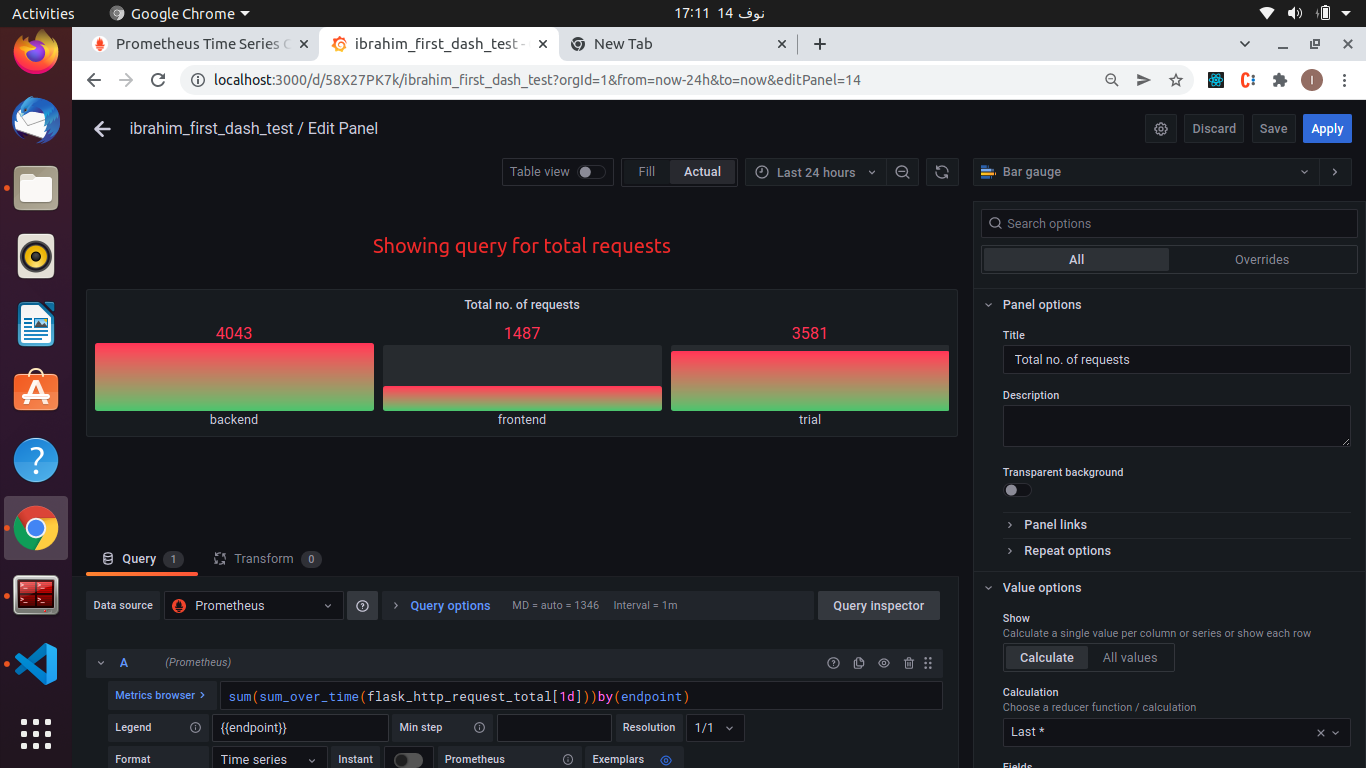 Activities
Google Chrome
17:11 14 نوف
Prometheus Time Series C
ibrahim_first_dash_test -
New Tab
localhost:3000/d/58X27PK7k/ibrahim_first_dash_test?orgId=1&from=now-24h&to=now&editPanel=14
I
ibrahim_first_dash_test / Edit Panel
Discard
Save
Apply
Table view
Fill
Actual
Last 24 hours
Bar gauge
Search options
All
Overrides
Showing query for total requests
Total no. of requests
4043
1487
3581
backend
frontend
trial
Panel options
Title
Total no. of requests
Description
Transparent background
Panel links
Repeat options
Value options
Show
Calculate a single value per column or series or show each row
Calculate
All values
Calculation
Choose a reducer function / calculation
Last *
Fields
Query 1
Transform 0
Data source
Prometheus
Query options
MD = auto = 1346
Interval = 1m
Query inspector
A
(Prometheus)
Metrics browser >
sum(sum_over_time(flask_http_request_total[1d]))by(endpoint)
Legend
{{endpoint}}
Min step
Resolution
1/1
Format
Time series
Instant
Prometheus
Exemplars